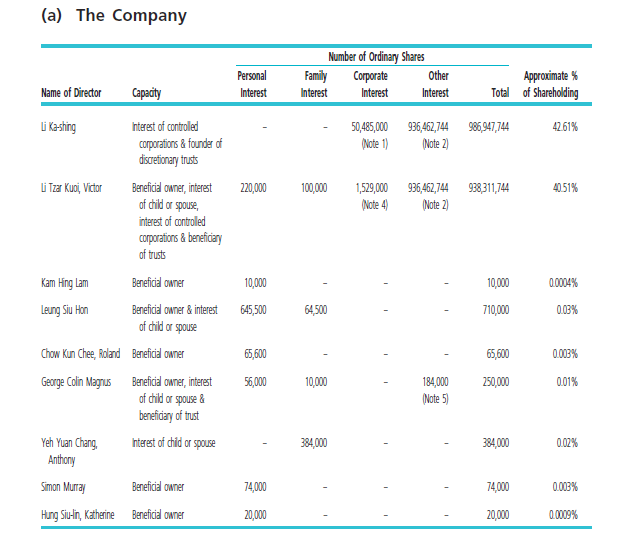 (a) The Company
Number of Ordinary Shares
Personal Family Corporate Other Approximate %
Name of Director Capacity Interest Interest Interest Interest Total of Shareholding
Li Ka-shing Interest of controlled – – 50,485,000 936,462,744 986,947,744 42.61%
corporations & founder of (Note 1) (Note 2)
discretionary trusts
Li Tzar Kuoi, Victor Beneficial owner, interest 220,000 100,000 1,529,000 936,462,744 938,311,744 40.51%
of child or spouse, (Note 4) (Note 2)
interest of controlled
corporations & beneficiary
of trusts
Kam Hing Lam Beneficial owner 10,000 – – – 10,000 0.0004%
Leung Siu Hon Beneficial owner & interest 645,500 64,500 – – 710,000 0.03%
of child or spouse
Chow Kun Chee, Roland Beneficial owner 65,600 – – – 65,600 0.003%
George Colin Magnus Beneficial owner, interest 56,000 10,000 – 184,000 250,000 0.01%
of child or spouse & (Note 5)
beneficiary of trust
Yeh Yuan Chang, Interest of child or spouse – 384,000 – – 384,000 0.02%
Anthony
Simon Murray Beneficial owner 74,000 – – – 74,000 0.003%
Hung Siu-lin, Katherine Beneficial owner 20,000 – – – 20,000 0.0009%